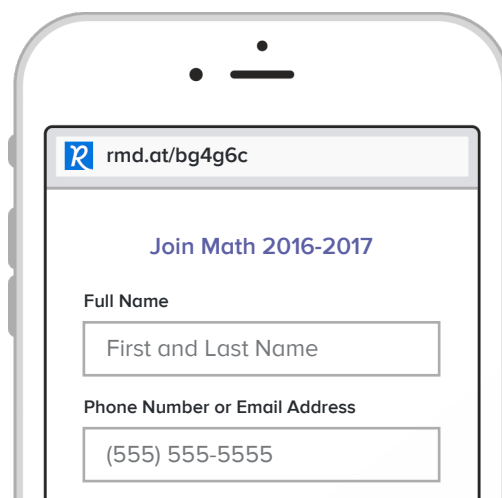 rmd.at/bg4g6c
Join Math 2016-2017
Full Name
First and Last Name
Phone Number or Email Address
(555) 555-5555